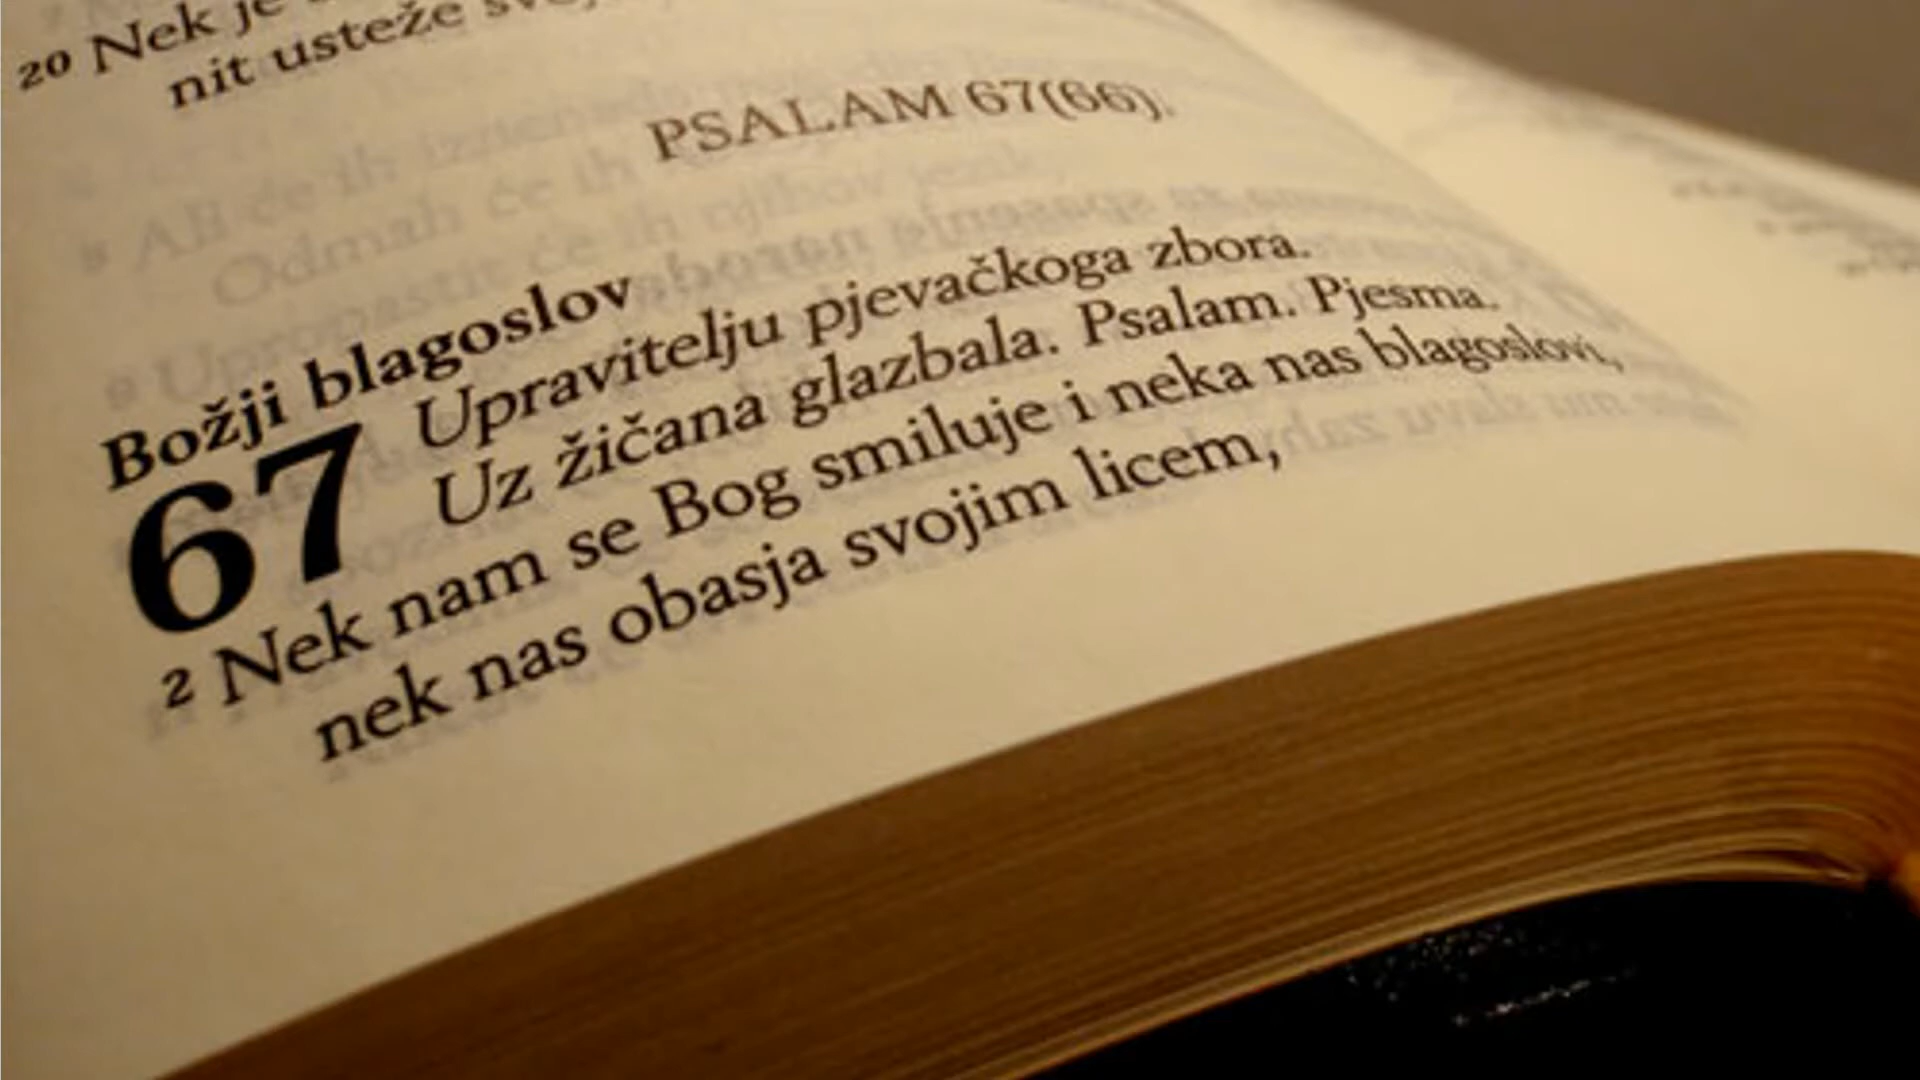 20 Nek je
nit usteže
PSALAM 67(66).
Božji blagoslov
67 Upravitelju pjevačkoga zbora.
Uz žičana glazbala. Psalam. Pjesma.
2 Nek nam se Bog smiluje i neka nas blagoslovi,
nek nas obasja svojim licem,